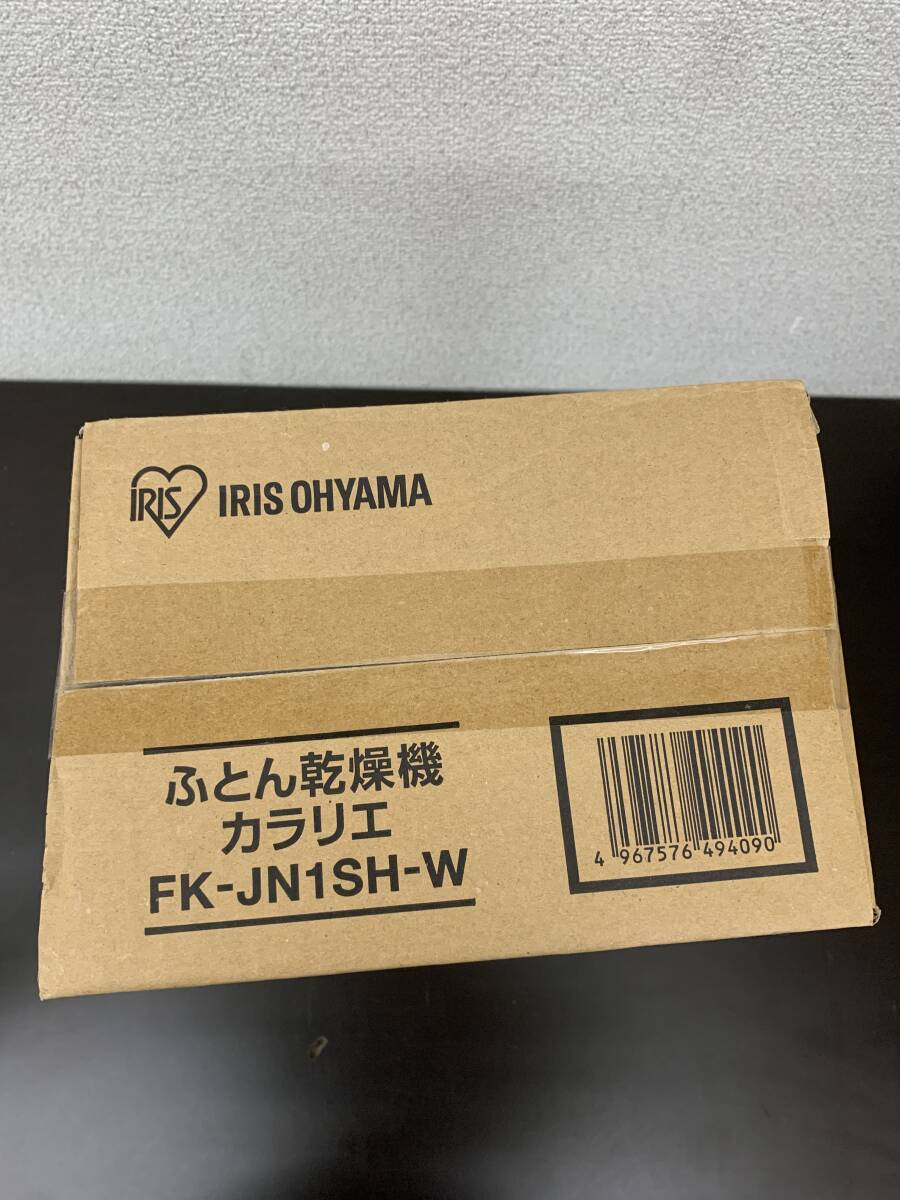 IRIS IRIS OHYAMA
ふとん乾燥機
カラリエ
FK-JN1SH-W
4 967576 494090